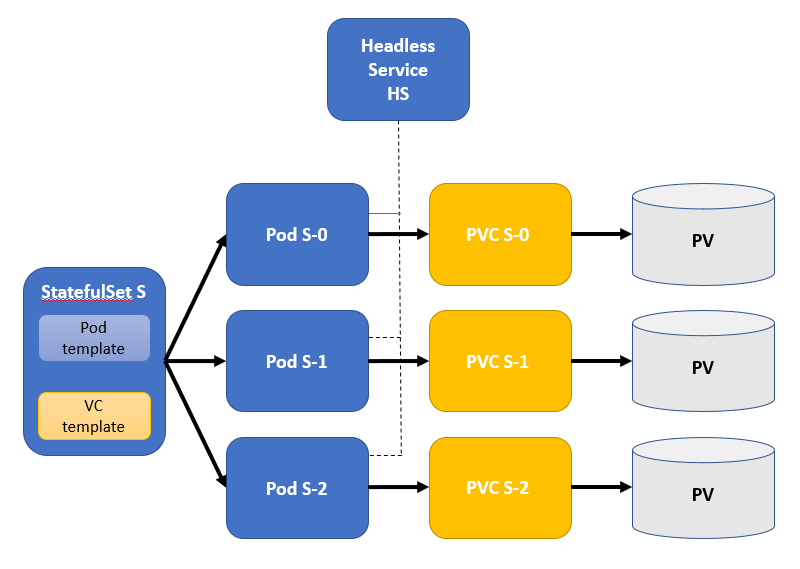 Headless
Service
HS
Pod S-0
PVC S-0
PV
StatefulSet S
Pod
template
VC
template
Pod S-1
PVC S-1
PV
Pod S-2
PVC S-2
PV